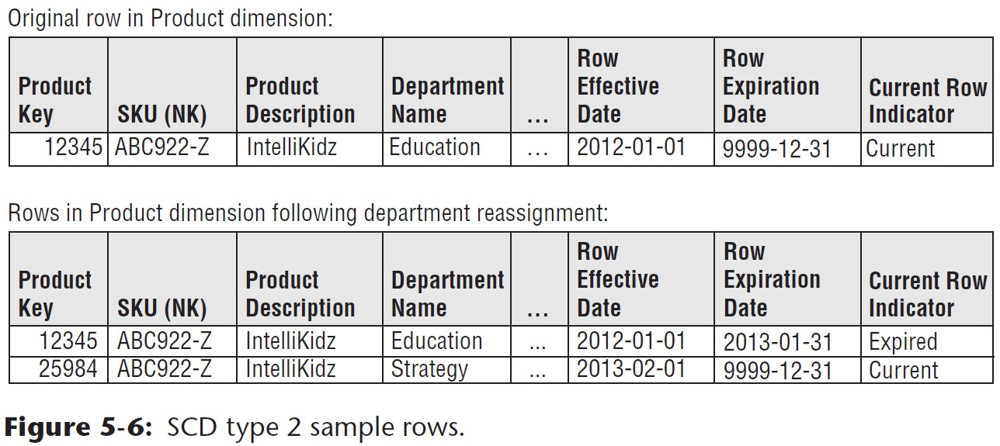 Original row in Product dimension:
Product Key SKU (NK) Product Description Department Name ... Row Effective Date Row Expiration Date Current Row Indicator
12345 ABC922-Z IntelliKidz Education ... 2012-01-01 9999-12-31 Current
Rows in Product dimension following department reassignment:
Product Key SKU (NK) Product Description Department Name ... Row Effective Date Row Expiration Date Current Row Indicator
12345 ABC922-Z IntelliKidz Education ... 2012-01-01 2013-01-31 Expired
25984 ABC922-Z IntelliKidz Strategy ... 2013-02-01 9999-12-31 Current
Figure 5-6: SCD type 2 sample rows.